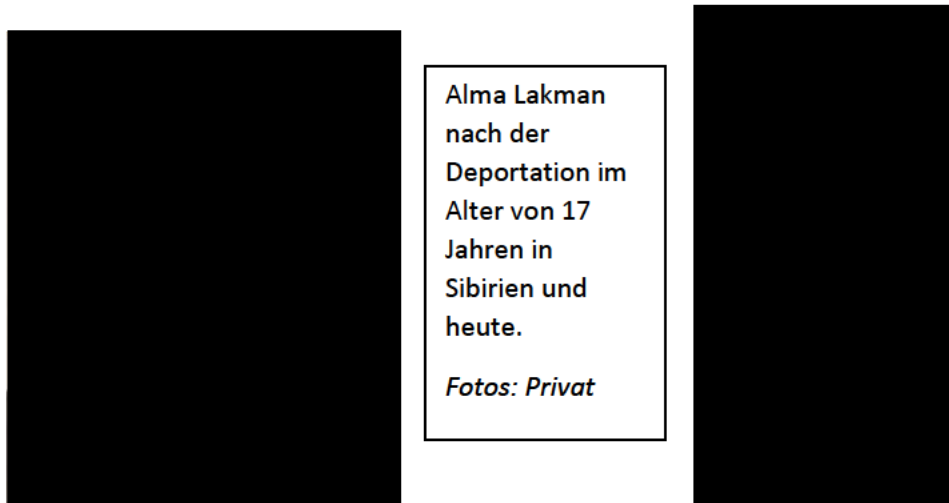 Alma Lakman
nach der
Deportation im
Alter von 17
Jahren in
Sibirien und
heute.
Fotos: Privat